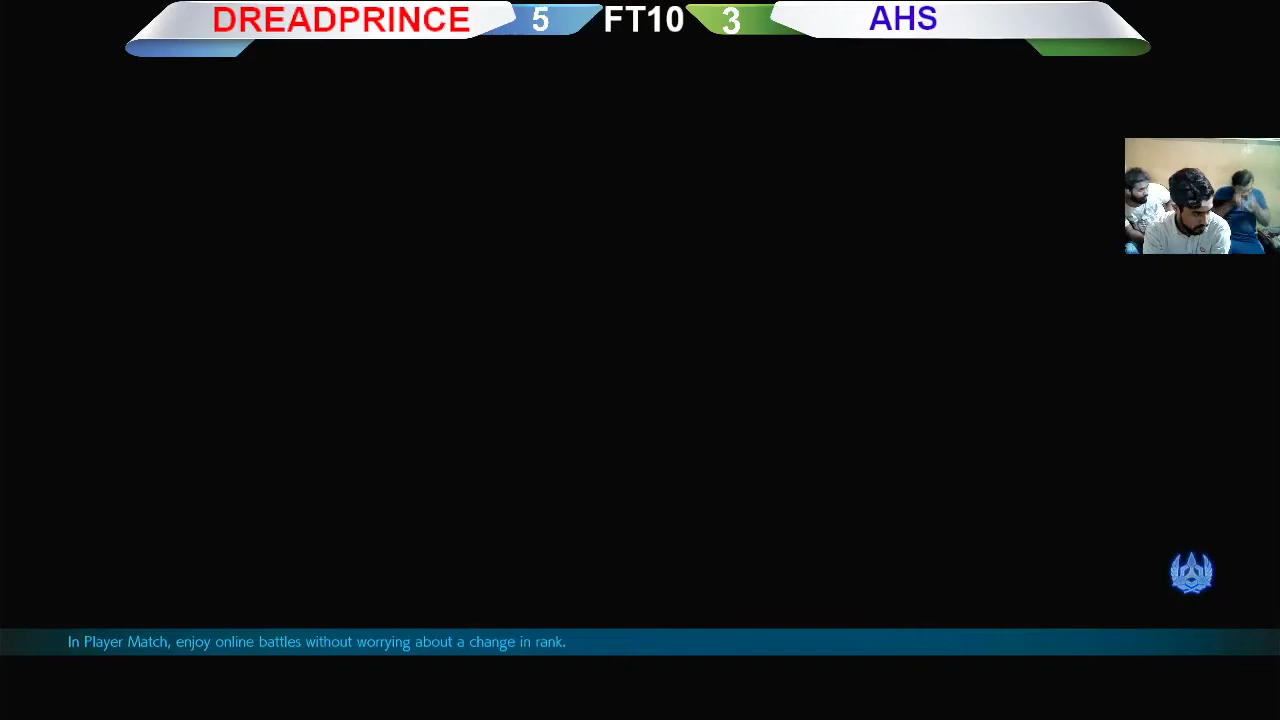 DREADPRINCE 5 FT10 3 AHS
In Player Match, enjoy online battles without worrying about a change in rank.